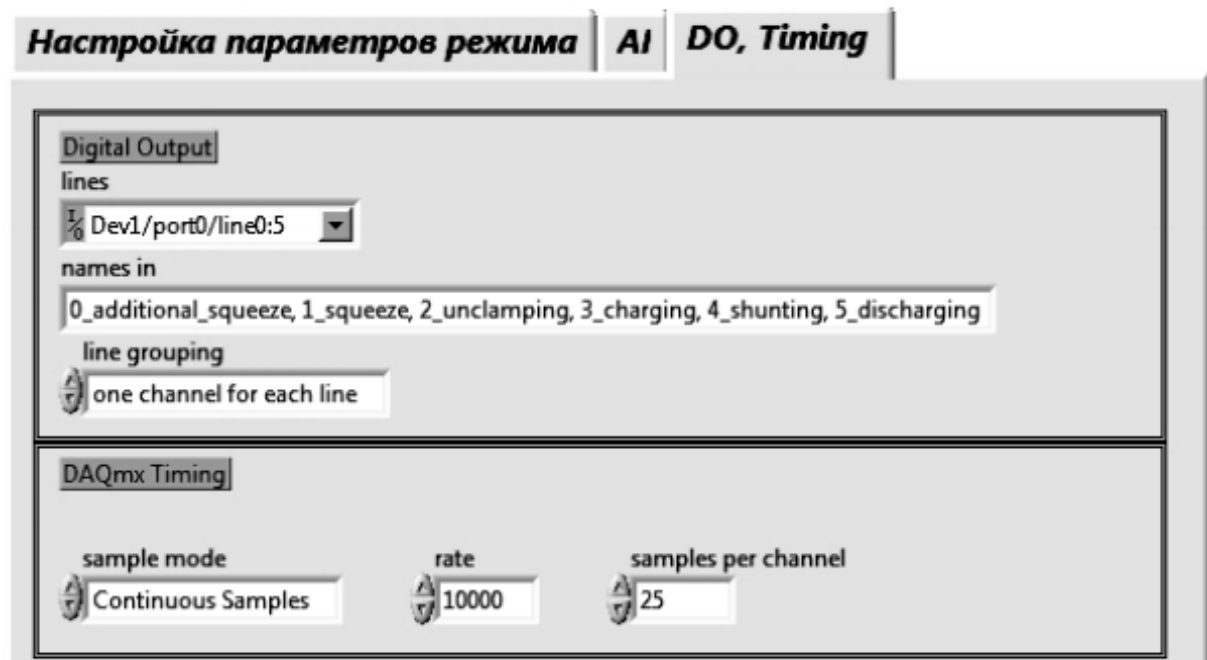 Настройка параметров режима AI DO, Timing
Digital Output
lines
Dev1/port0/line0:5
names in
0_additional_squeeze, 1_squeeze, 2_unclamping, 3_charging, 4_shunting, 5_discharging
line grouping
one channel for each line
DAQmx Timing
sample mode rate samples per channel
Continuous Samples 10000 25